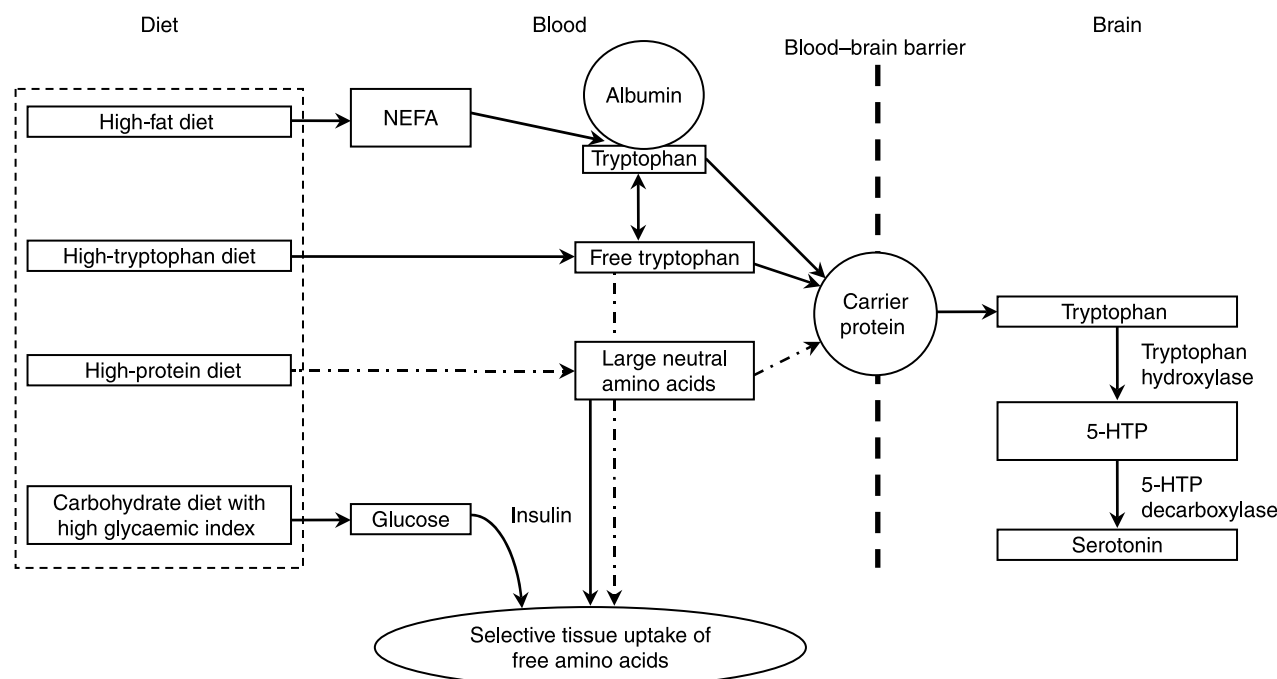 Diet
Blood
Brain
Blood–brain barrier
Albumin
High-fat diet
NEFA
Tryptophan
High-tryptophan diet
Free tryptophan
Carrier
protein
Tryptophan
Tryptophan
hydroxylase
High-protein diet
Large neutral
amino acids
5-HTP
5-HTP
decarboxylase
Carbohydrate diet with
high glycaemic index
Glucose
Insulin
Serotonin
Selective tissue uptake of
free amino acids